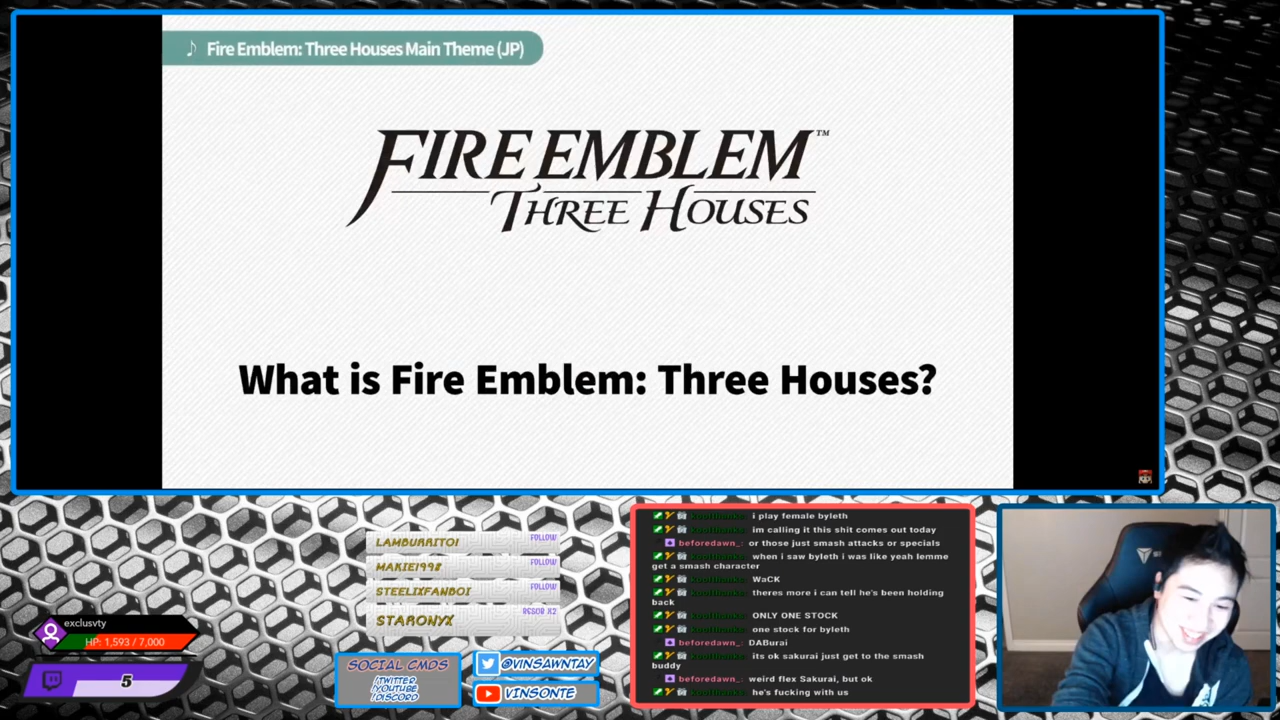 ♪ Fire Emblem: Three Houses Main Theme (JP)
FIRE EMBLEM™
THREE HOUSES
What is Fire Emblem: Three Houses?
LAMBURRITO1 FOLLOW
MAKIE1998 FOLLOW
STEELIXFANBOI FOLLOW
STARONYX RESUB X2
exclusvty
HP: 1,593 / 7,000
5
SOCIAL CMDS
!TWITTER
!YOUTUBE
!DISCORD
@VINSAWNTAY
VINSONTE
i play female byleth
im calling it this shit comes out today
beforedawn_: or those just smash attacks or specials
when i saw byleth i was like yeah lemme
get a smash character
WaCK
theres more i can tell he's been holding
back
ONLY ONE STOCK
one stock for byleth
beforedawn_: DABurai
its ok sakurai just get to the smash
buddy
beforedawn_: weird flex Sakurai, but ok
he's fucking with us